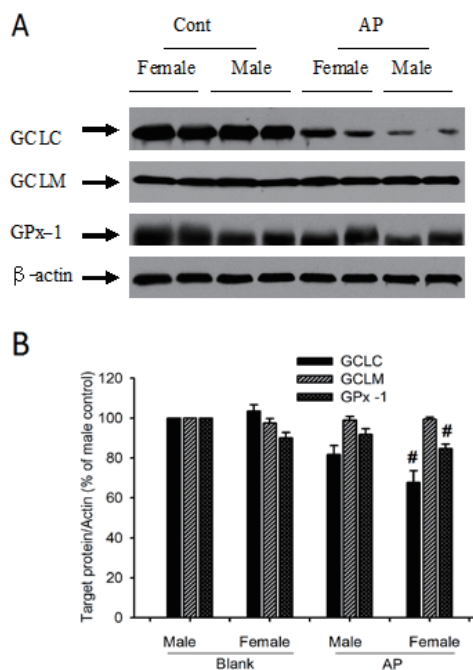 A
Cont AP
Female Male Female Male
GCLC
GCLM
GPx-1
β-actin
B
GCLC
GCLM
GPx -1
Target protein/Actin (% of male control)
120
100
80
60
40
20
0
# #
Male Female Male Female
Blank AP